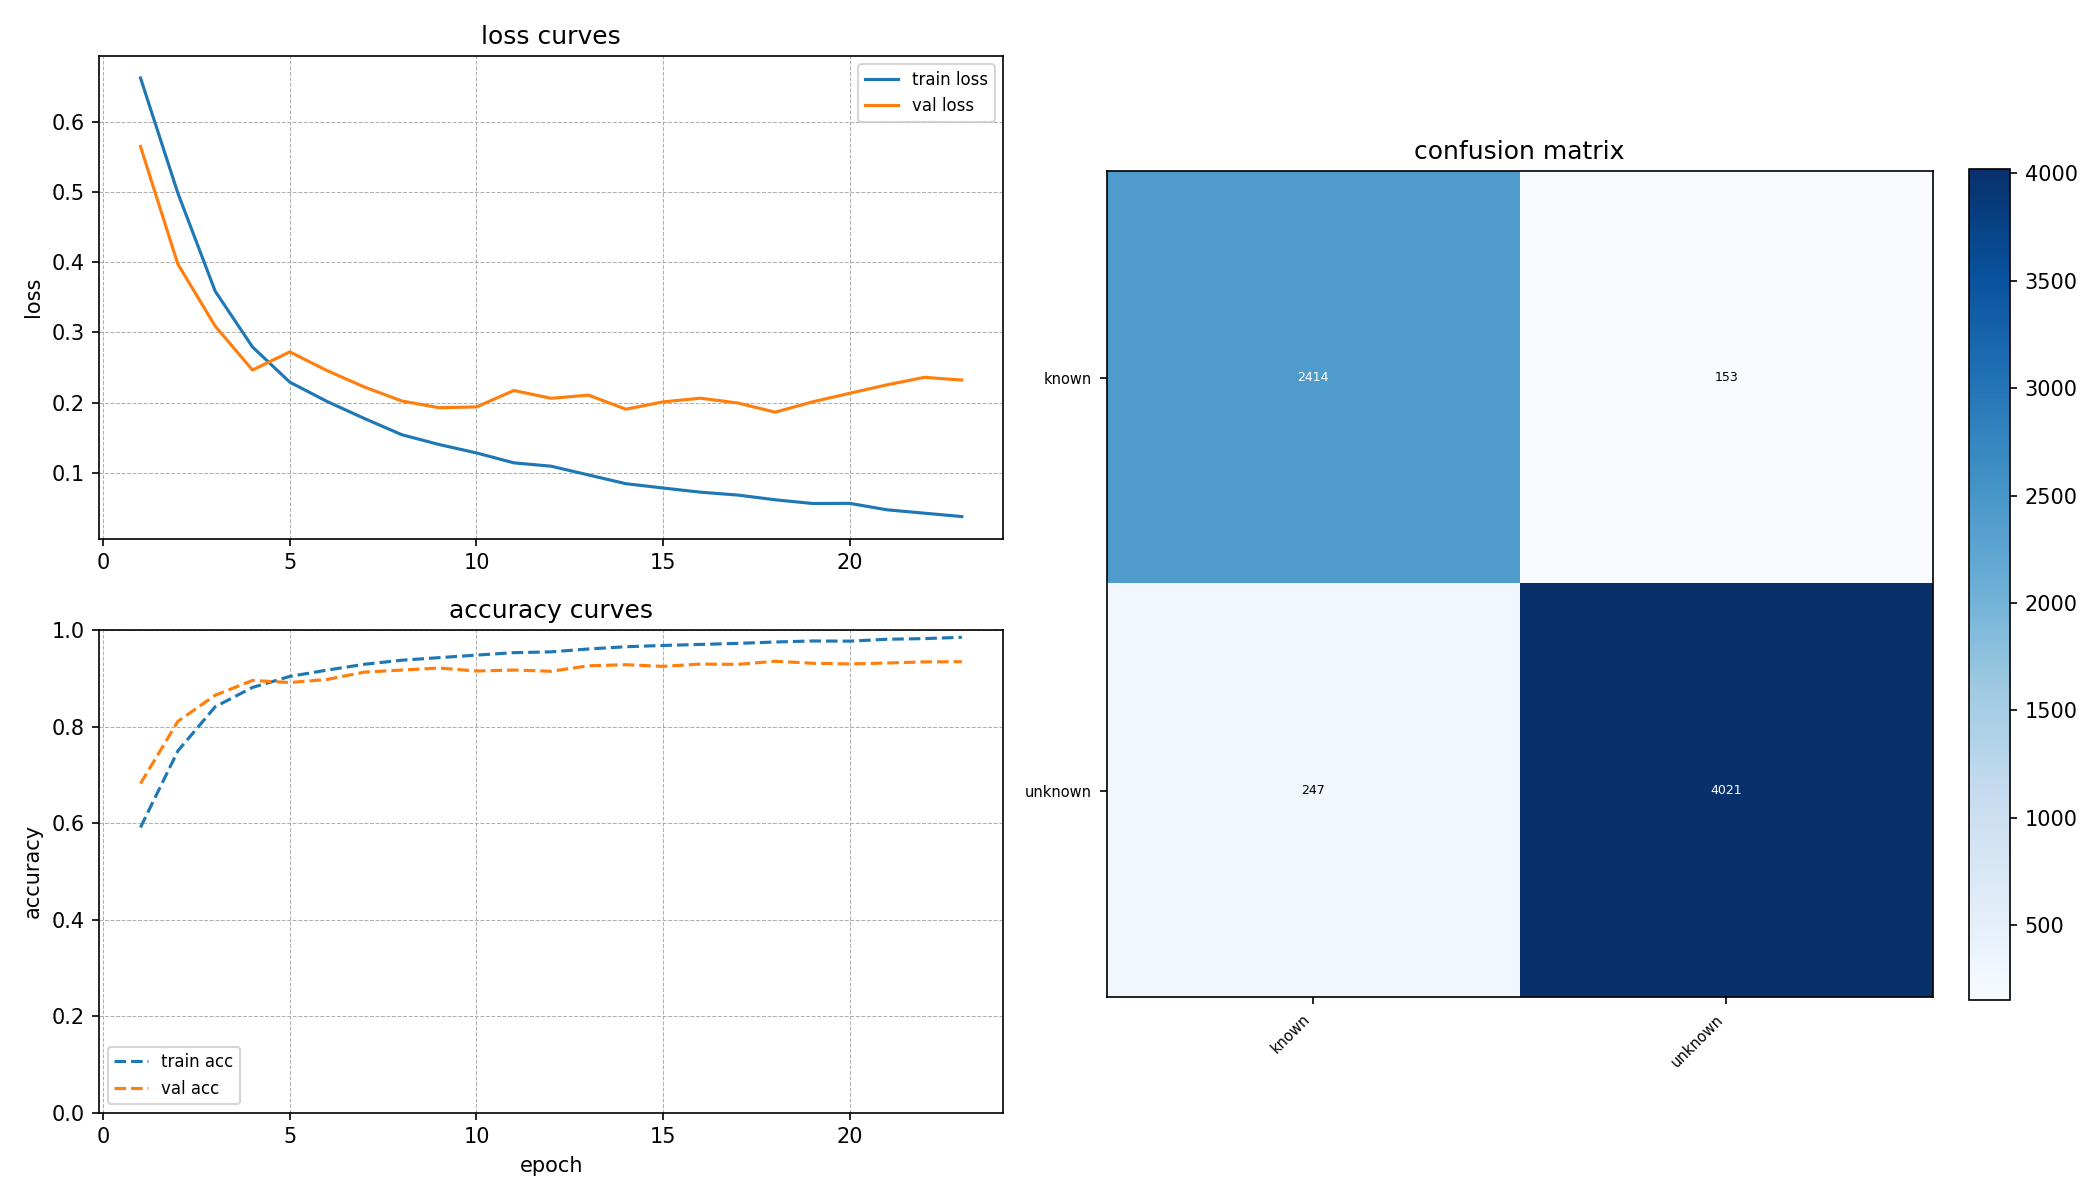 loss curves
train loss
val loss
loss
0.6
0.5
0.4
0.3
0.2
0.1
0
5
10
15
20
accuracy curves
train acc
val acc
accuracy
1.0
0.8
0.6
0.4
0.2
0.0
0
5
10
15
20
epoch
confusion matrix
known
2414
153
unknown
247
4021
known
unknown
4000
3500
3000
2500
2000
1500
1000
500